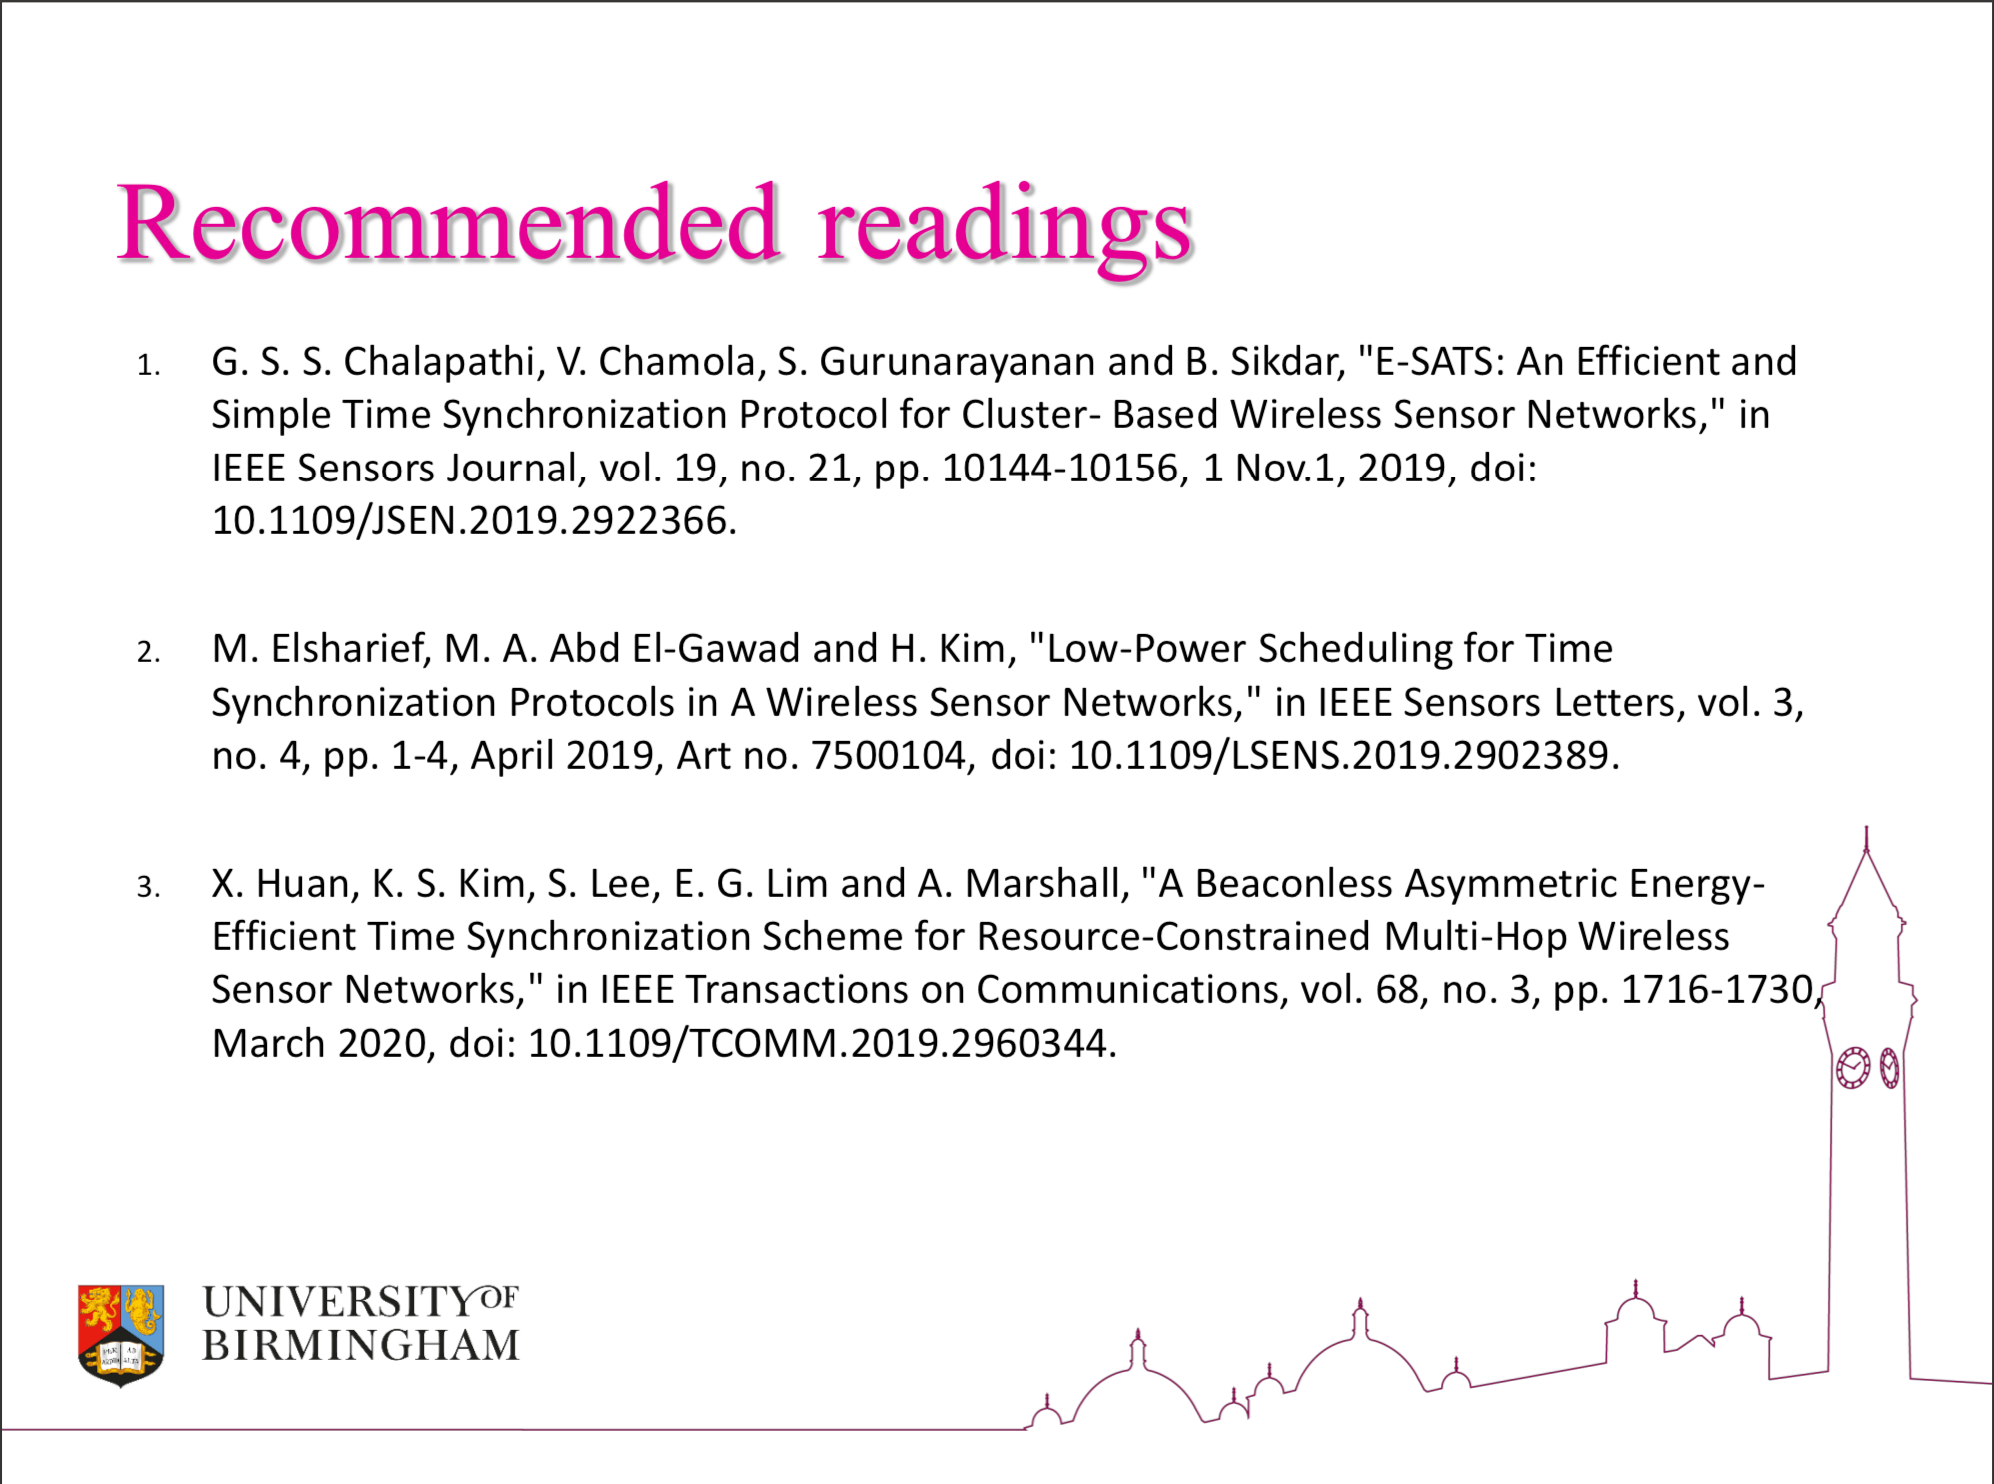 Recommended readings
1. G. S. S. Chalapathi, V. Chamola, S. Gurunarayanan and B. Sikdar, "E-SATS: An Efficient and
Simple Time Synchronization Protocol for Cluster- Based Wireless Sensor Networks," in
IEEE Sensors Journal, vol. 19, no. 21, pp. 10144-10156, 1 Nov.1, 2019, doi:
10.1109/JSEN.2019.2922366.
2. M. Elsharief, M. A. Abd El-Gawad and H. Kim, "Low-Power Scheduling for Time
Synchronization Protocols in A Wireless Sensor Networks," in IEEE Sensors Letters, vol. 3,
no. 4, pp. 1-4, April 2019, Art no. 7500104, doi: 10.1109/LSENS.2019.2902389.
3. X. Huan, K. S. Kim, S. Lee, E. G. Lim and A. Marshall, "A Beaconless Asymmetric Energy-
Efficient Time Synchronization Scheme for Resource-Constrained Multi-Hop Wireless
Sensor Networks," in IEEE Transactions on Communications, vol. 68, no. 3, pp. 1716-1730,
March 2020, doi: 10.1109/TCOMM.2019.2960344.
UNIVERSITY OF
BIRMINGHAM